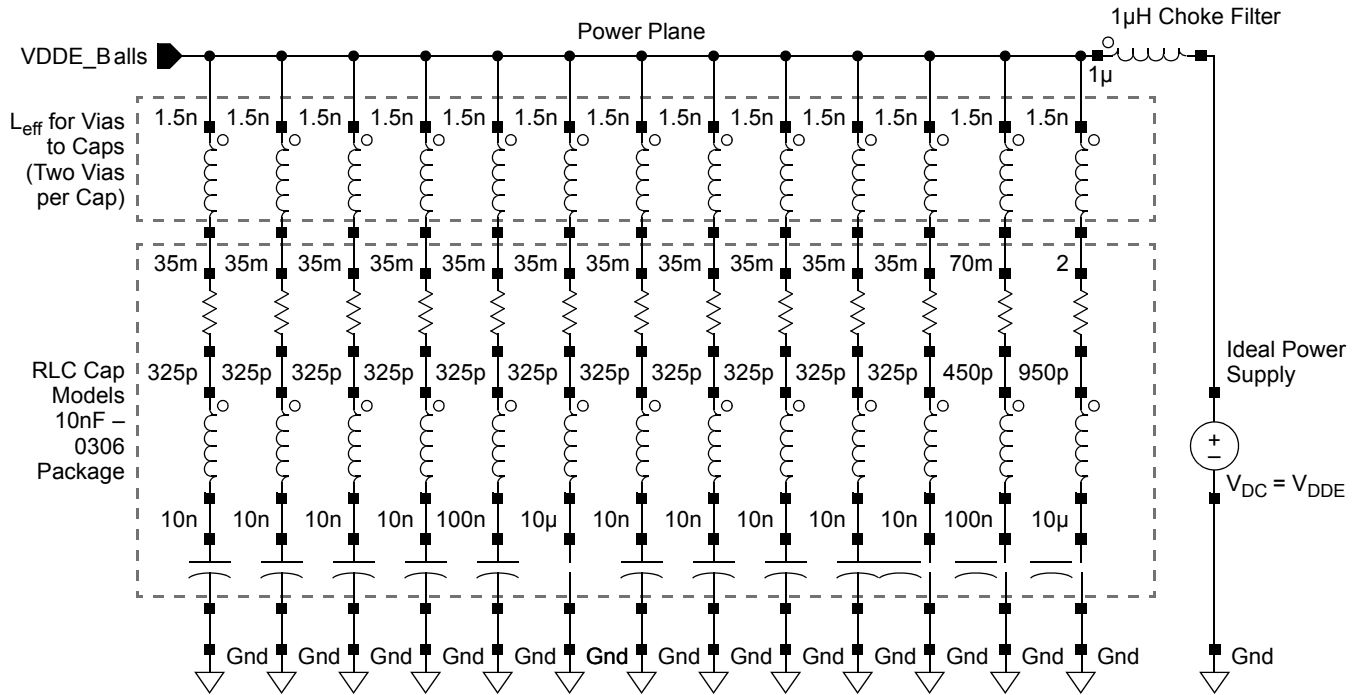 1µH Choke Filter
Power Plane
VDDE_Balls
1µ
L_eff for Vias
to Caps
(Two Vias
per Cap)
1.5n 1.5n 1.5n 1.5n 1.5n 1.5n 1.5n 1.5n 1.5n 1.5n 1.5n 1.5n 1.5n
35m 35m 35m 35m 35m 35m 35m 35m 35m 35m 35m 70m 2
RLC Cap
Models
10nF –
0306
Package
325p 325p 325p 325p 325p 325p 325p 325p 325p 325p 325p 450p 950p
Ideal Power
Supply
+
–
V_DC = V_DDE
10n 10n 10n 10n 100n 10µ 10n 10n 10n 10n 10n 100n 10µ
Gnd Gnd Gnd Gnd Gnd Gnd Gnd Gnd Gnd Gnd Gnd Gnd Gnd Gnd